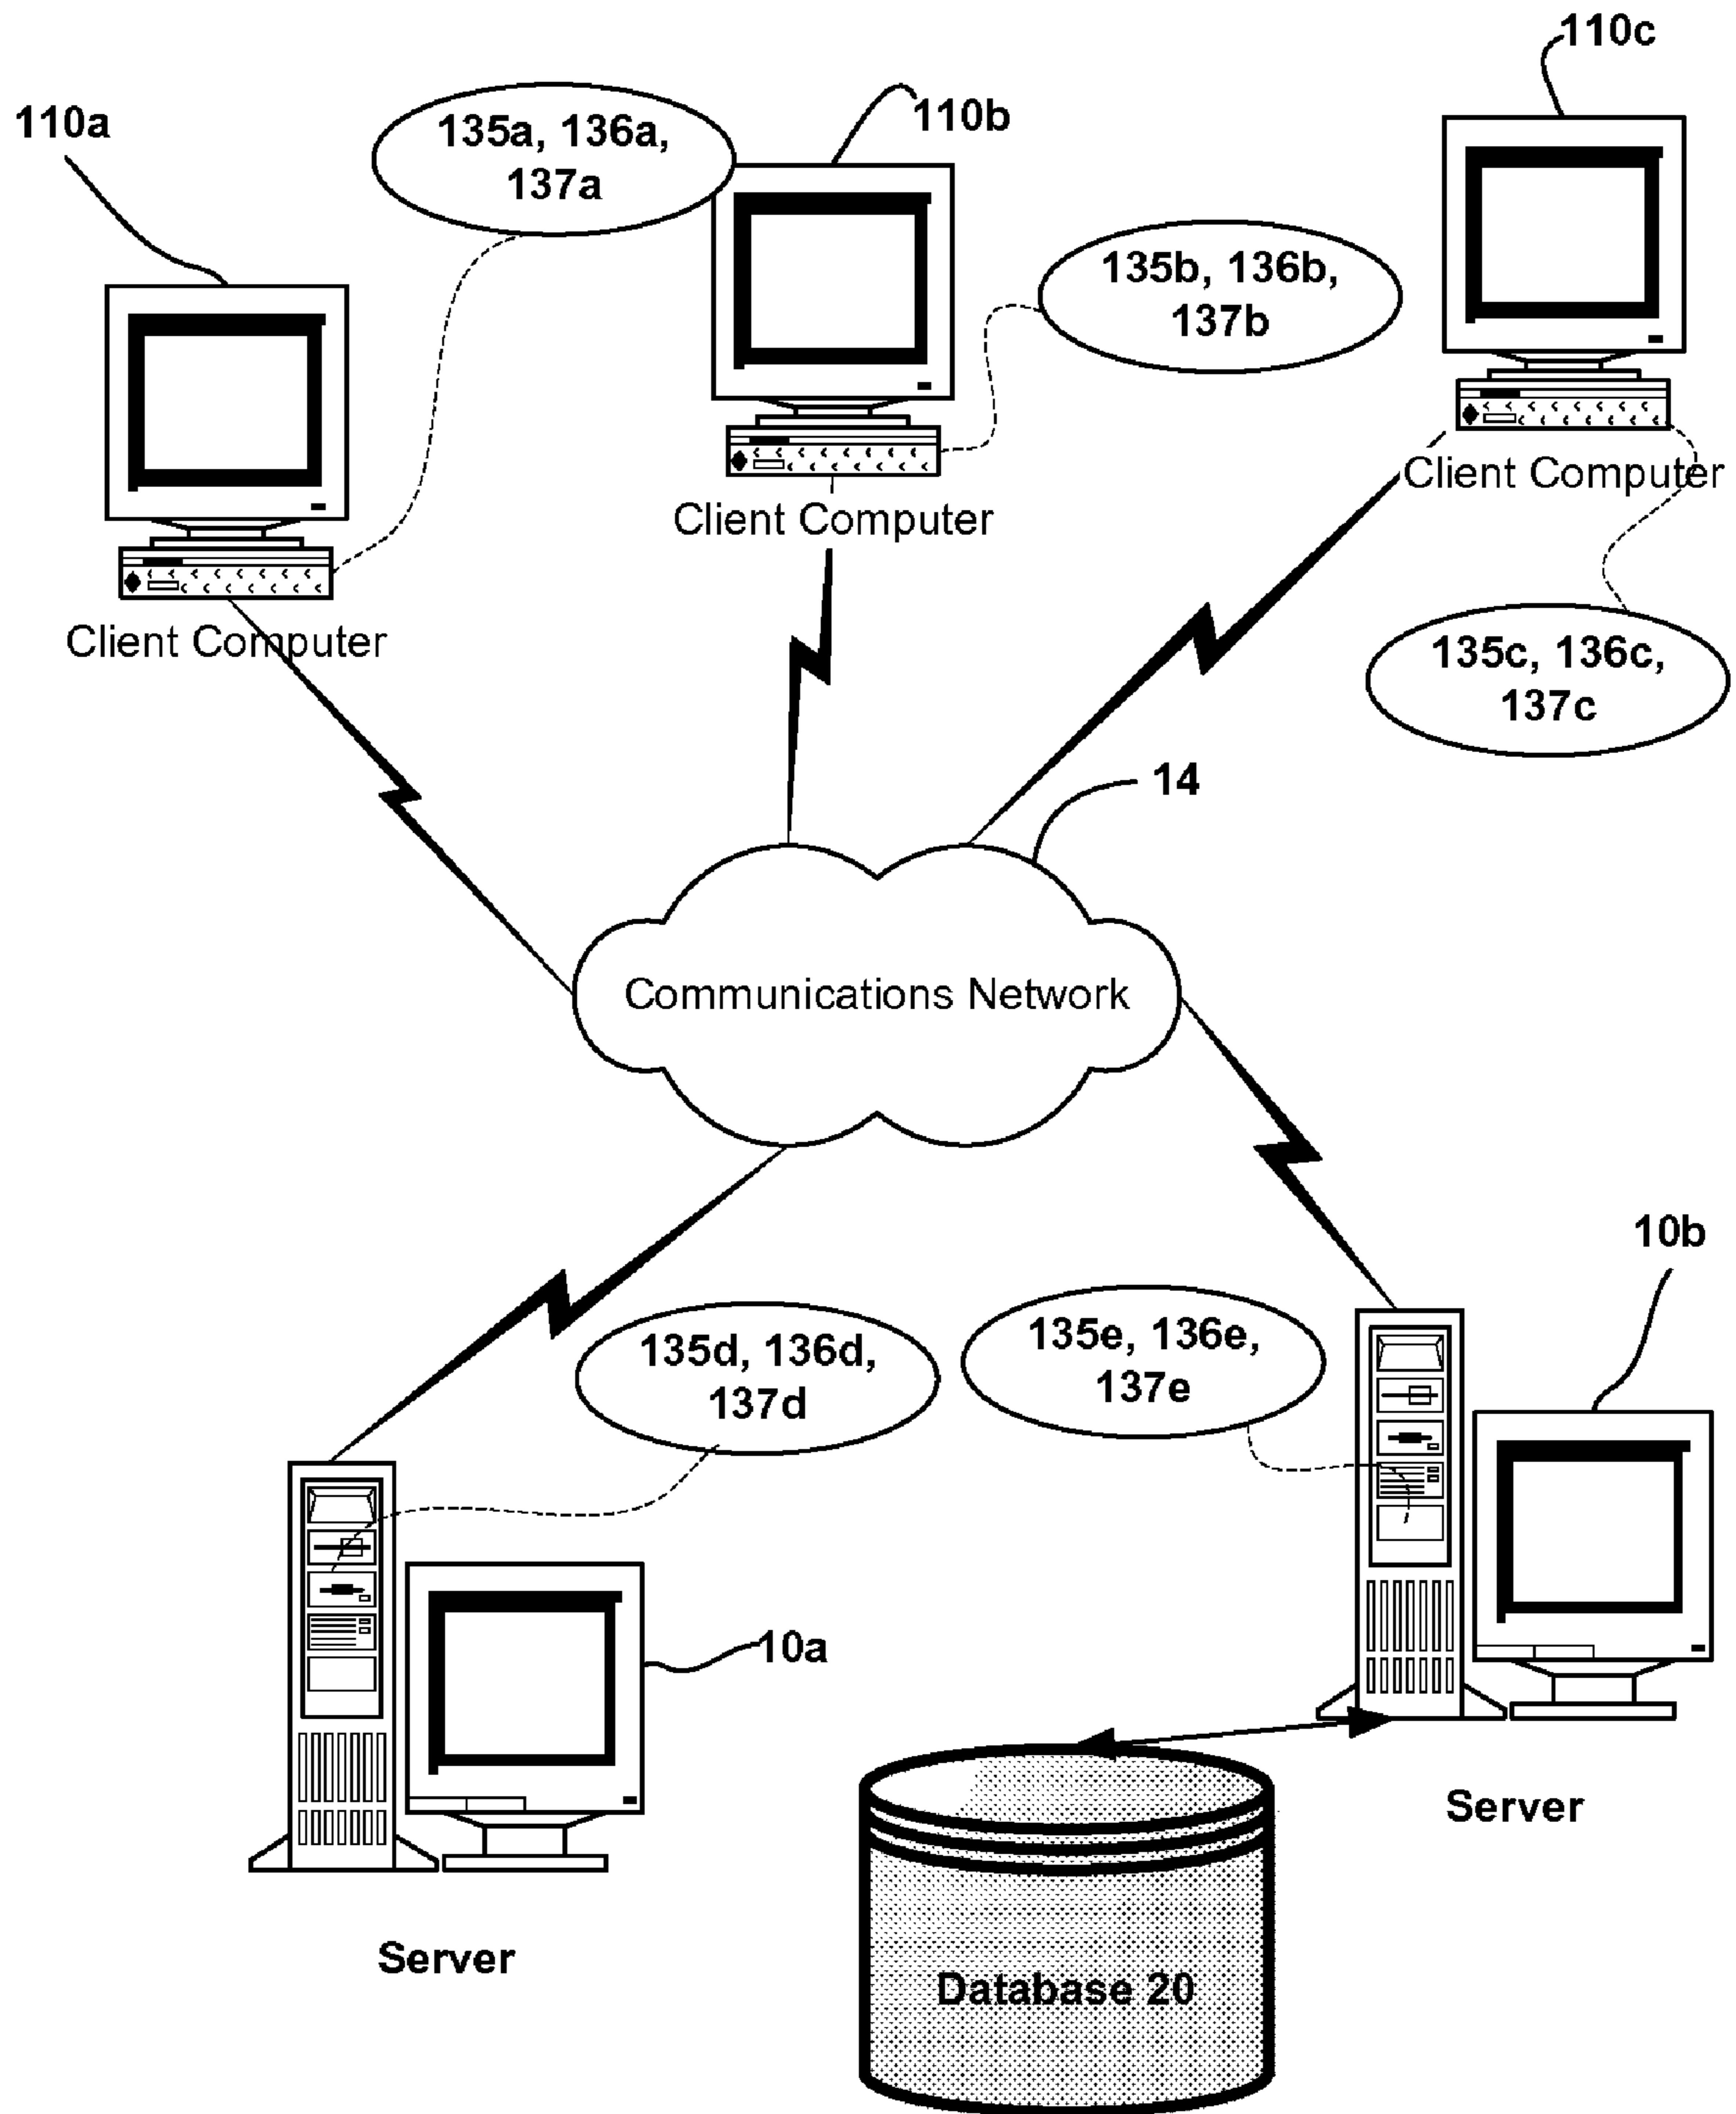 110c
110a
135a, 136a,
137a
110b
135b, 136b,
137b
Client Computer
Client Computer
Client Computer
135c, 136c,
137c
14
Communications Network
10b
135d, 136d,
137d
135e, 136e,
137e
10a
Server
Server
Database 20